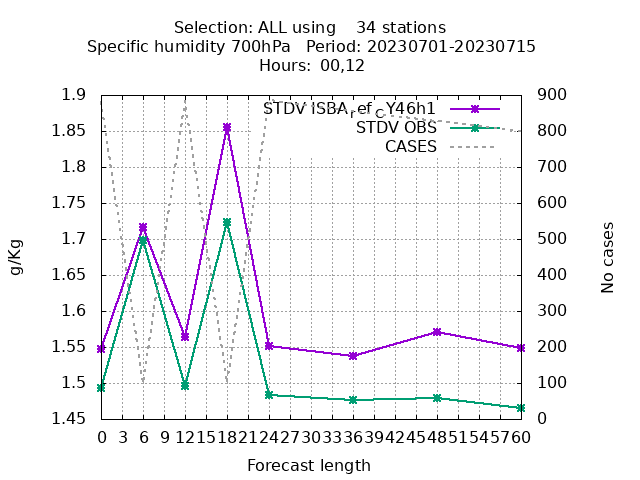 Selection: ALL using    34 stations
Specific humidity 700hPa   Period: 20230701-20230715
Hours:  00,12
STDV ISBA_ref_CY46h1
STDV OBS
CASES
1.9
1.85
1.8
1.75
1.7
1.65
1.6
1.55
1.5
1.45
900
800
700
600
500
400
300
200
100
0
g/Kg
No cases
0 3 6 9 12 15 18 21 24 27 30 33 36 39 42 45 48 51 54 57 60
Forecast length